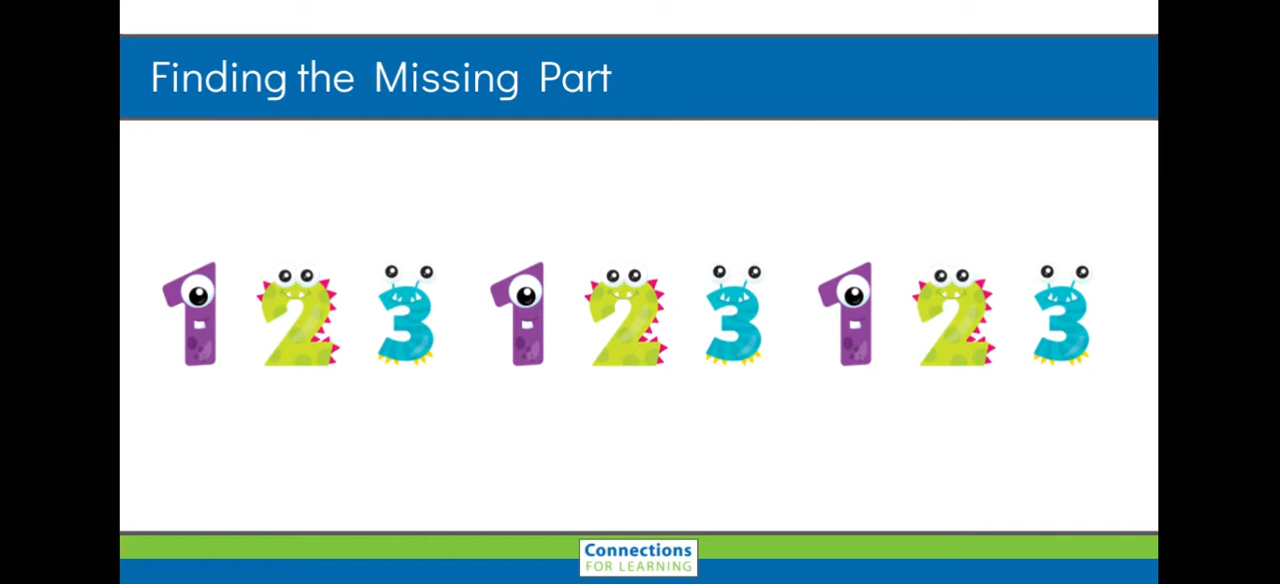 Finding the Missing Part
1 2 3 1 2 3 1 2 3
Connections
FOR LEARNING